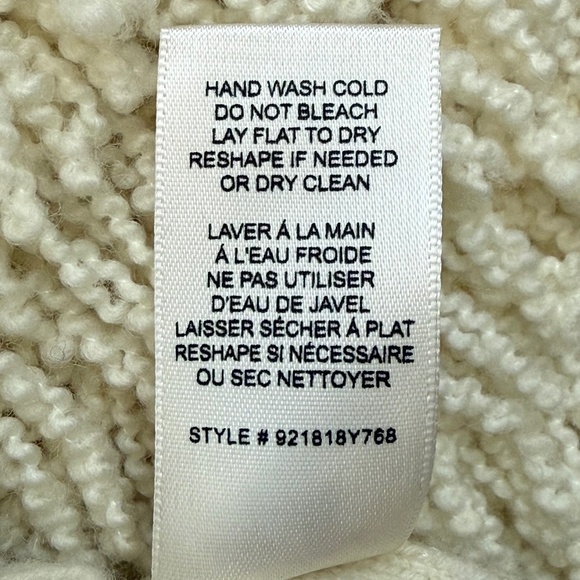 HAND WASH COLD
DO NOT BLEACH
LAY FLAT TO DRY
RESHAPE IF NEEDED
OR DRY CLEAN
LAVER Á LA MAIN
Á L'EAU FROIDE
NE PAS UTILISER
D'EAU DE JAVEL
LAISSER SÉCHER Á PLAT
RESHAPE SI NÉCESSAIRE
OU SEC NETTOYER
STYLE # 921818Y768